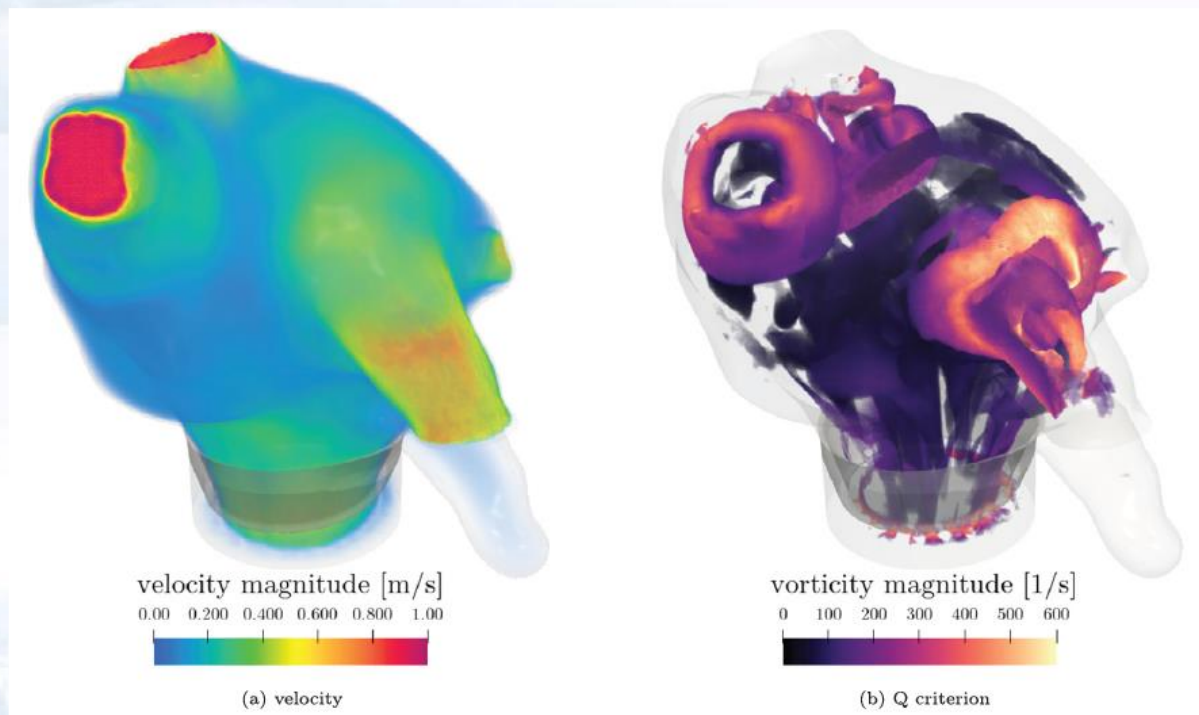 velocity magnitude [m/s]
0.00 0.200 0.400 0.600 0.800 1.00
(a) velocity
vorticity magnitude [1/s]
0 100 200 300 400 500 600
(b) Q criterion